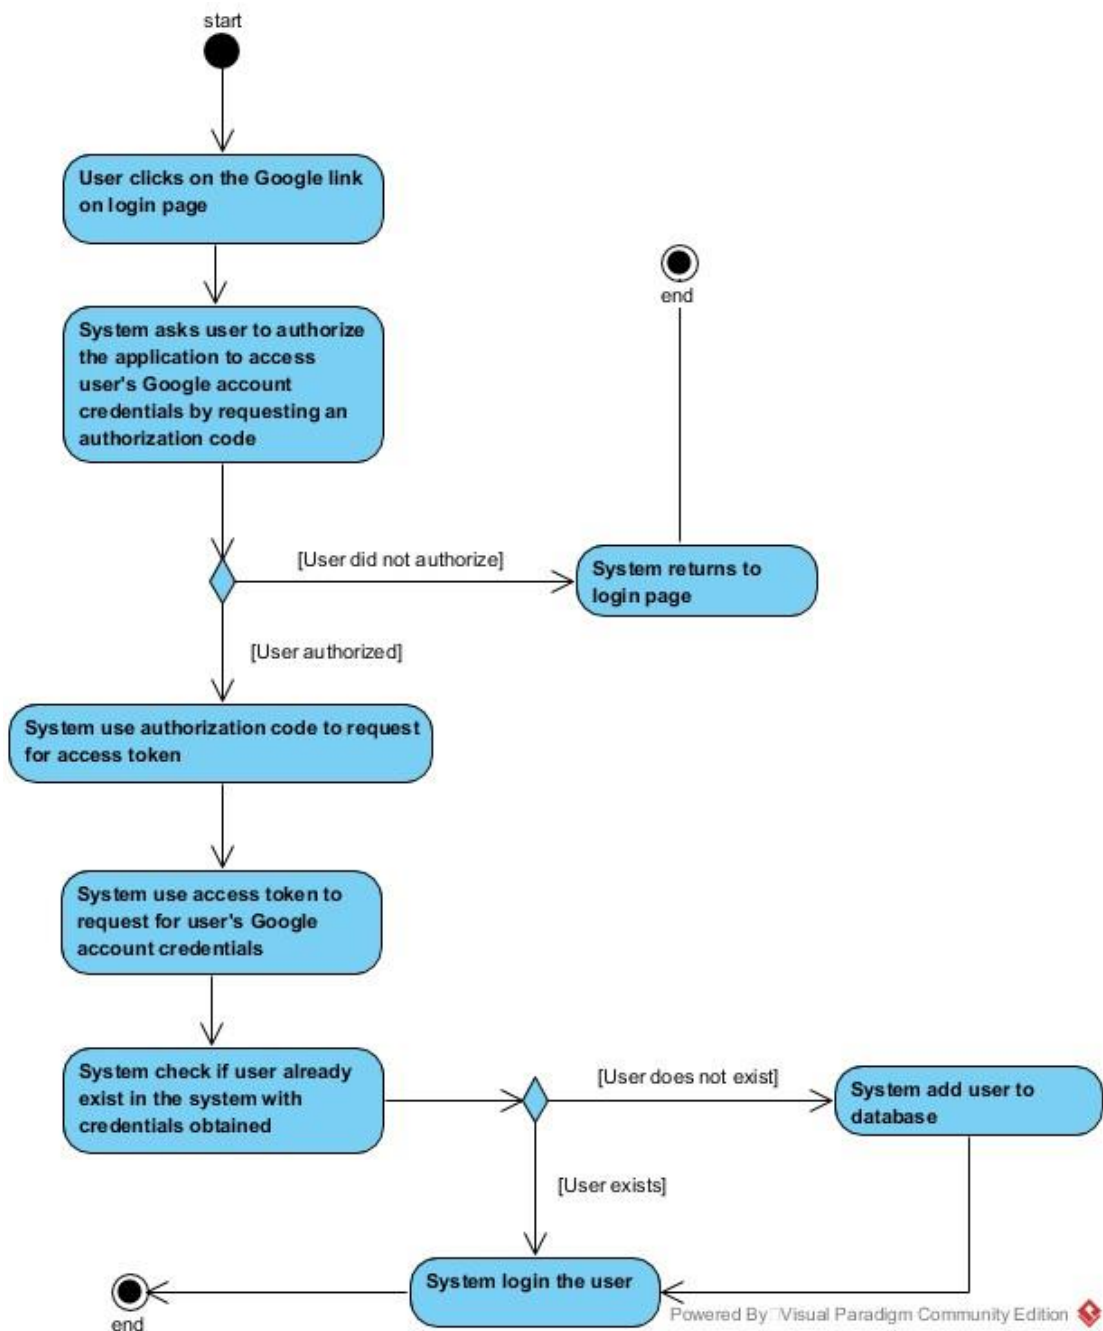 start
User clicks on the Google link
on login page
end
System asks user to authorize
the application to access
user's Google account
credentials by requesting an
authorization code
[User did not authorize]
System returns to
login page
[User authorized]
System use authorization code to request
for access token
System use access token to
request for user's Google
account credentials
System check if user already
exist in the system with
credentials obtained
[User does not exist]
System add user to
database
[User exists]
System login the user
end
Powered By Visual Paradigm Community Edition